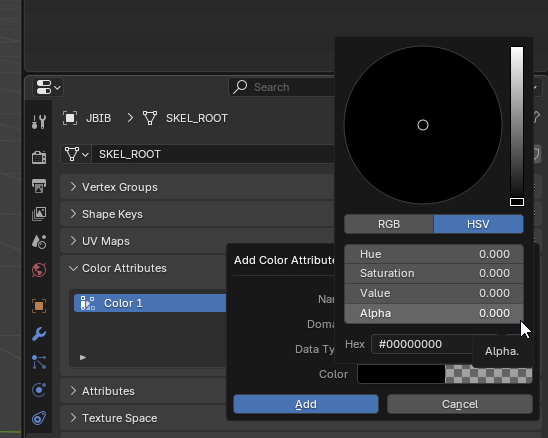 Search
JBIB > SKEL_ROOT
SKEL_ROOT
Vertex Groups
Shape Keys
UV Maps
Color Attributes
Color 1
Attributes
Texture Space
Add Color Attribute
Data Ty
Color
Add Cancel
RGB HSV
Hue 0.000
Saturation 0.000
Value 0.000
Alpha 0.000
Hex #00000000
Alpha.